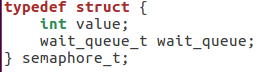 typedef struct {
    int value;
    wait_queue_t wait_queue;
} semaphore_t;